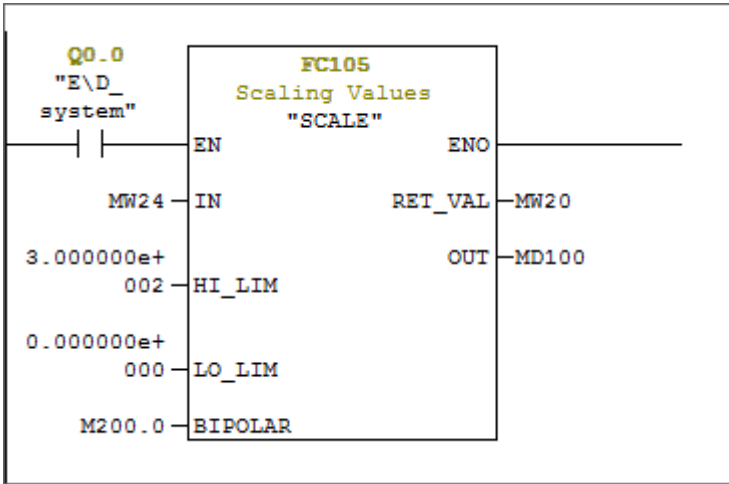 Q0.0
"E\D_
system"
FC105
Scaling Values
"SCALE"
EN
ENO
MW24
IN
RET_VAL
MW20
3.000000e+
002
HI_LIM
OUT
MD100
0.000000e+
000
LO_LIM
M200.0
BIPOLAR